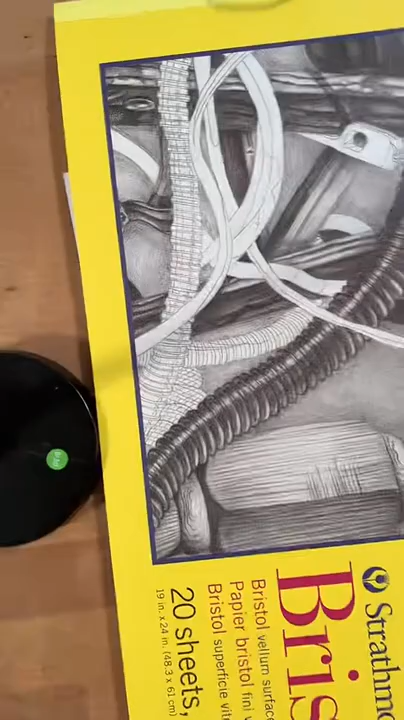 Strathmo
Bris
Bristol vellum surface
Papier bristol fini v
Bristol superficie vit
20 sheets,
19 in. x 24 in. (48.3 x 61 cm)